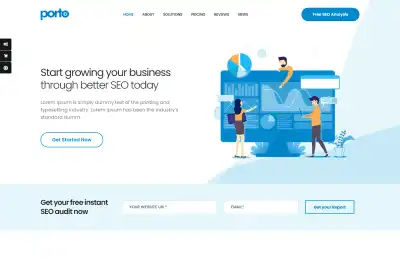 porto
HOME ABOUT SOLUTIONS PRICING REVIEWS NEWS
Free SEO Analysis
Start growing your business
through better SEO today
Lorem Ipsum is simply dummy text of the printing and
typesetting industry. Lorem Ipsum has been the industry's
standard dummy.
Get Started Now
Get your free instant
SEO audit now
YOUR WEBSITE URL *
EMAIL *
Get your Report